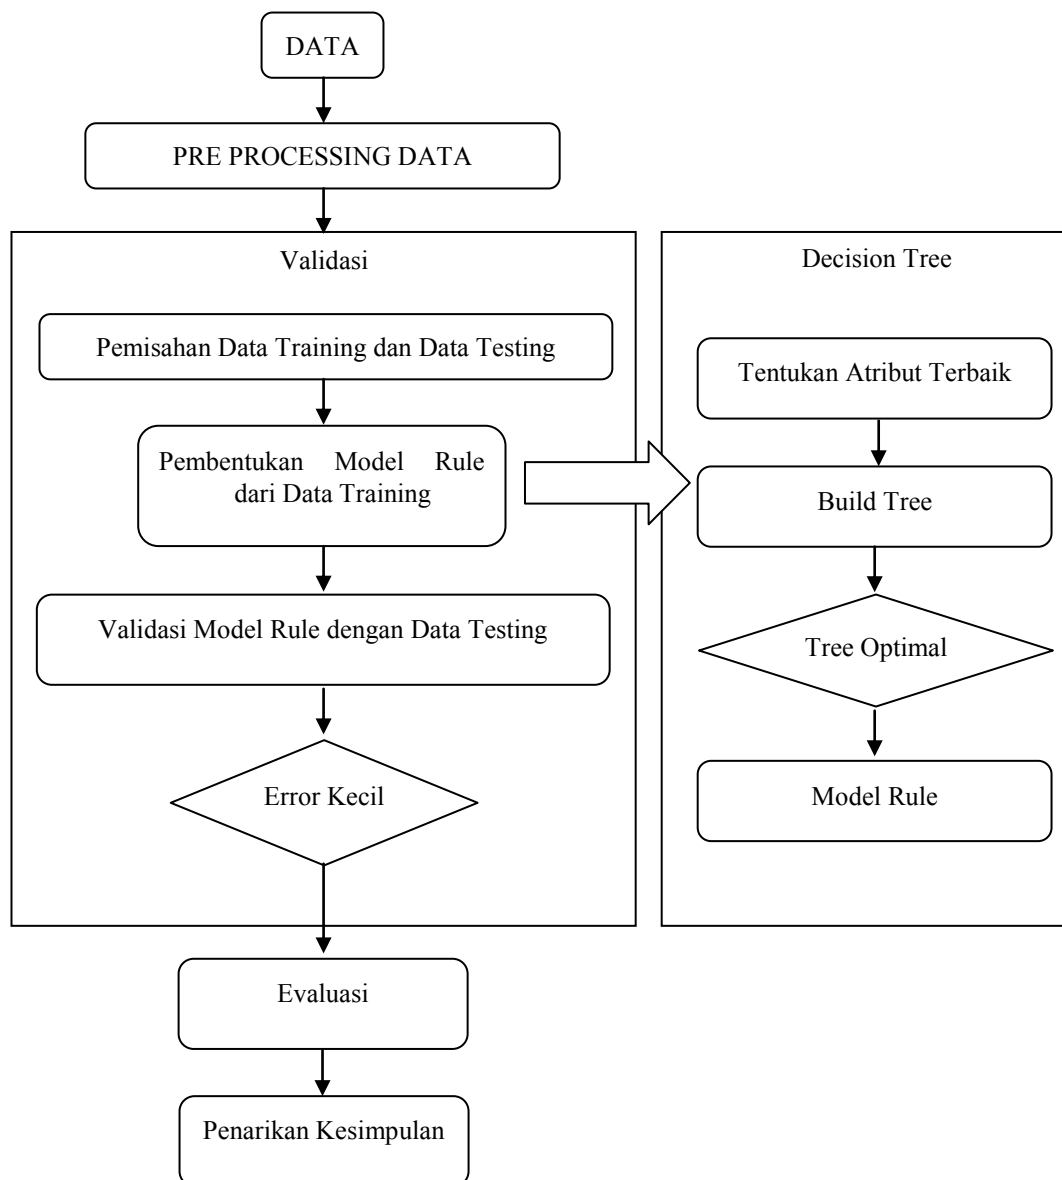 DATA
PRE PROCESSING DATA
Validasi
Pemisahan Data Training dan Data Testing
Pembentukan Model Rule
dari Data Training
Validasi Model Rule dengan Data Testing
Error Kecil
Decision Tree
Tentukan Atribut Terbaik
Build Tree
Tree Optimal
Model Rule
Evaluasi
Penarikan Kesimpulan